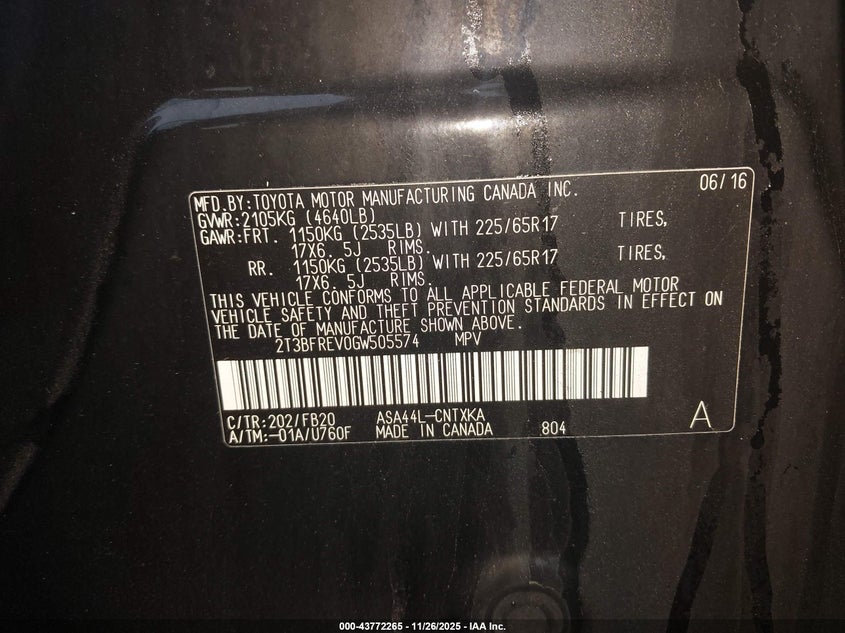 MFD.BY:TOYOTA MOTOR MANUFACTURING CANADA INC. 06/16
GVWR:2105KG (4640LB)
GAWR:FRT. 1150KG (2535LB) WITH 225/65R17 TIRES,
17X6. 5J RIMS.
RR. 1150KG (2535LB) WITH 225/65R17 TIRES,
17X6. 5J RIMS.
THIS VEHICLE CONFORMS TO ALL APPLICABLE FEDERAL MOTOR
VEHICLE SAFETY AND THEFT PREVENTION STANDARDS IN EFFECT ON
THE DATE OF MANUFACTURE SHOWN ABOVE.
2T3BFREV0GW505574 MPV
C/TR:202/FB20 ASA44L-CNTXKA
A/TM:-01A/U760F MADE IN CANADA 804 A
000-43772265 - 11/26/2025 - IAA Inc.